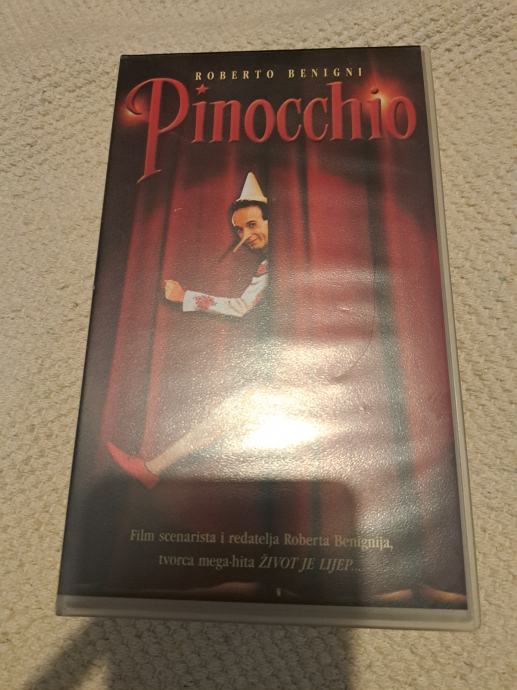 ROBERTO BENIGNI
Pinocchio
Film scenarista i redatelja Roberta Benignija,
tvorca mega-hita ŽIVOT JE LIJEP...